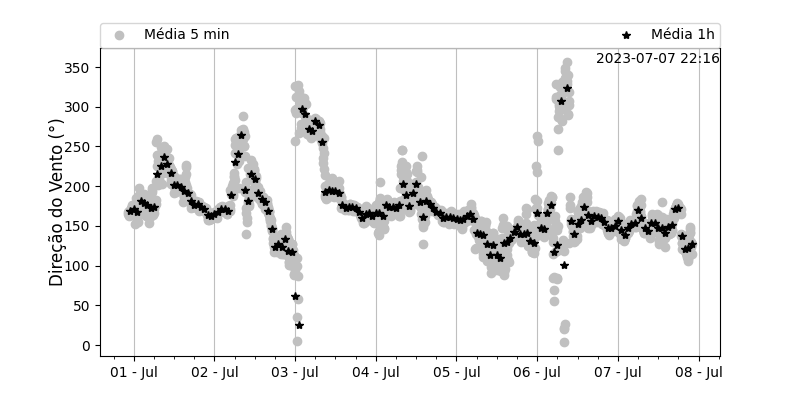 Média 5 min
Média 1h
2023-07-07 22:16
Direção do Vento (°)
350
300
250
200
150
100
50
0
01 - Jul
02 - Jul
03 - Jul
04 - Jul
05 - Jul
06 - Jul
07 - Jul
08 - Jul